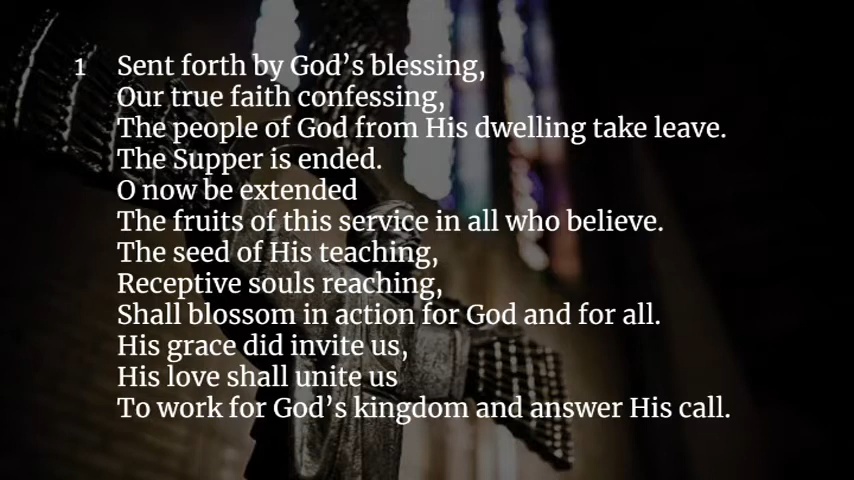 1 Sent forth by God’s blessing,
Our true faith confessing,
The people of God from His dwelling take leave.
The Supper is ended.
O now be extended
The fruits of this service in all who believe.
The seed of His teaching,
Receptive souls reaching,
Shall blossom in action for God and for all.
His grace did invite us,
His love shall unite us
To work for God’s kingdom and answer His call.